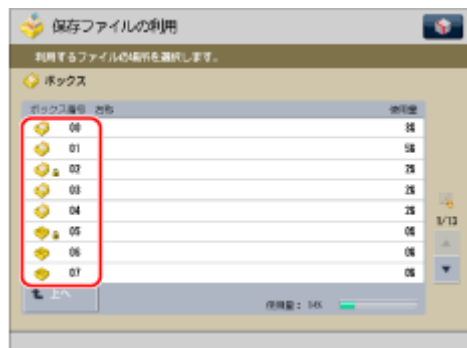 保存ファイルの利用
利用するファイルの場所を選択します。
ボックス
ボックス番号 名称 使用量
00 8%
01 5%
02 2%
03 2%
04 2%
05 0%
06 0%
07 0%
1/13
上へ
使用量: 14%